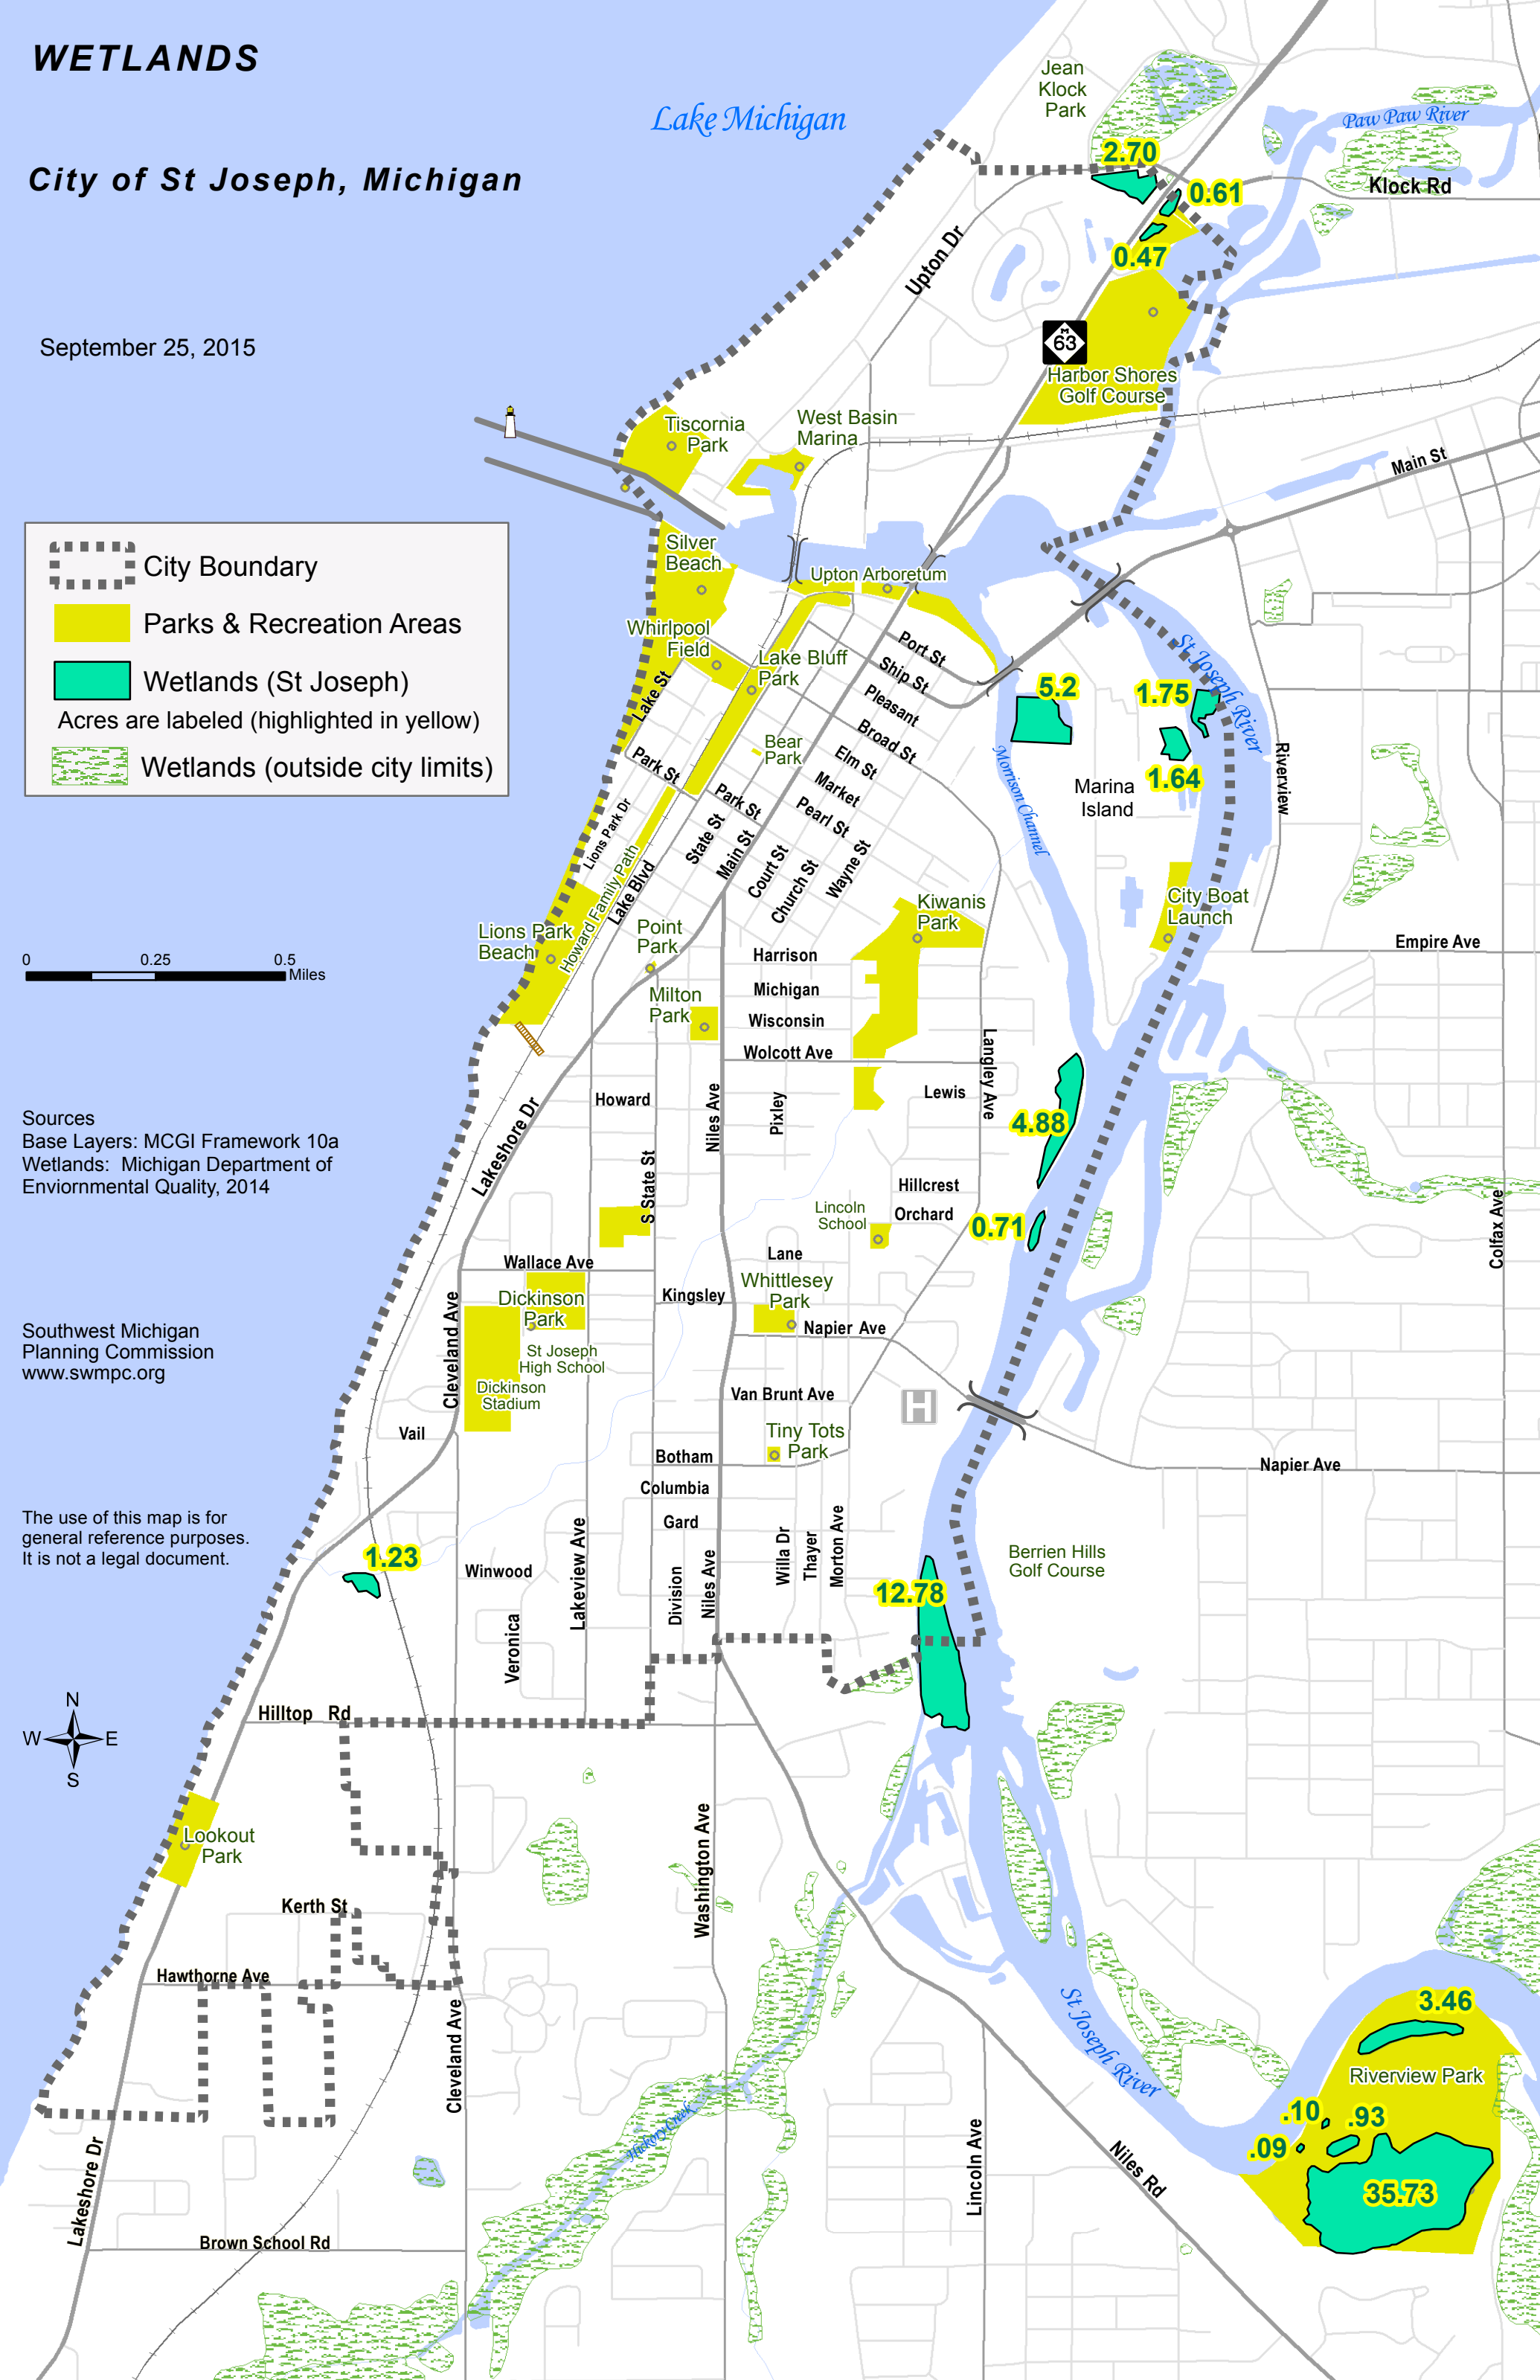 WETLANDS
City of St Joseph, Michigan
September 25, 2015
Lake Michigan
Jean
Klock
Park
Paw Paw River
Klock Rd
2.70
0.61
0.47
Upton Dr
M
63
Harbor Shores
Golf Course
Main St
Tiscornia
Park
West Basin
Marina
Silver
Beach
Upton Arboretum
Whirlpool
Field
Lake Bluff
Park
Lake St
Port St
Ship St
Pleasant
Broad St
Elm St
Market
Pearl St
Bear
Park
Park St
Park St
City Boundary
Parks & Recreation Areas
Wetlands (St Joseph)
Acres are labeled (highlighted in yellow)
Wetlands (outside city limits)
5.2
1.75
1.64
St Joseph River
Morrison Channel
Marina
Island
Riverview
Lions Park Dr
Howard Family Path
Lake Blvd
State St
Main St
Court St
Church St
Wayne St
City Boat
Launch
Kiwanis
Park
Lions Park
Beach
Point
Park
Harrison
Empire Ave
0
0.25
0.5
Miles
Milton
Park
Michigan
Wisconsin
Wolcott Ave
Langley Ave
Lewis
Howard
Niles Ave
Pixley
Lakeshore Dr
4.88
Sources
Base Layers: MCGI Framework 10a
Wetlands: Michigan Department of
Enviornmental Quality, 2014
S State St
Hillcrest
Orchard
Lincoln
School
0.71
Colfax Ave
Lane
Wallace Ave
Kingsley
Whittlesey
Park
Napier Ave
Dickinson
Park
Cleveland Ave
St Joseph
High School
Dickinson
Stadium
Southwest Michigan
Planning Commission
www.swmpc.org
Van Brunt Ave
H
Vail
Tiny Tots
Park
Botham
Napier Ave
Columbia
Gard
The use of this map is for
general reference purposes.
It is not a legal document.
1.23
Winwood
Lakeview Ave
Veronica
Division
Niles Ave
Willa Dr
Thayer
Morton Ave
12.78
Berrien Hills
Golf Course
Hilltop Rd
N
W
E
S
Lookout
Park
Washington Ave
Kerth St
Hawthorne Ave
Cleveland Ave
St Joseph River
3.46
Riverview Park
.10
.93
.09
35.73
Hickory Creek
Lincoln Ave
Niles Rd
Lakeshore Dr
Brown School Rd